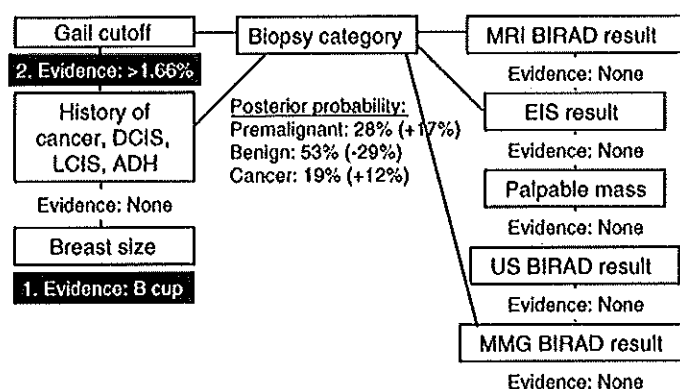 Gail cutoff
2. Evidence: >1.66%
History of
cancer, DCIS,
LCIS, ADH
Evidence: None
Breast size
1. Evidence: B cup
Biopsy category
Posterior probability:
Premalignant: 28% (+17%)
Benign: 53% (-29%)
Cancer: 19% (+12%)
MRI BIRAD result
Evidence: None
EIS result
Evidence: None
Palpable mass
Evidence: None
US BIRAD result
Evidence: None
MMG BIRAD result
Evidence: None